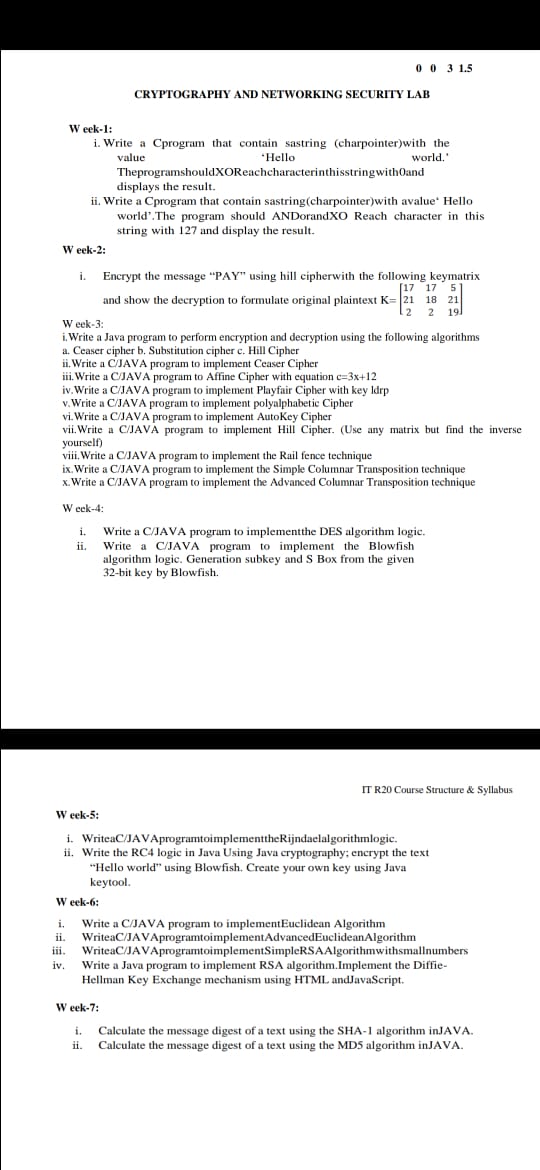 0 0 3 1.5
CRYPTOGRAPHY AND NETWORKING SECURITY LAB
W eek-1:
i. Write a Cprogram that contain sastring (charpointer)with the
value ‘Hello world.’
TheprogramshouldXOReachcharacterinthisstringwith0and
displays the result.
ii. Write a Cprogram that contain sastring(charpointer)with avalue‘ Hello
world’.The program should ANDorandXO Reach character in this
string with 127 and display the result.
W eek-2:
i. Encrypt the message “PAY” using hill cipherwith the following keymatrix
[17 17 5]
and show the decryption to formulate original plaintext K= |21 18 21|
[2 2 19]
W eek-3:
i.Write a Java program to perform encryption and decryption using the following algorithms
a. Ceaser cipher b. Substitution cipher c. Hill Cipher
ii.Write a C/JAVA program to implement Ceaser Cipher
iii.Write a C/JAVA program to Affine Cipher with equation c=3x+12
iv.Write a C/JAVA program to implement Playfair Cipher with key ldrp
v.Write a C/JAVA program to implement polyalphabetic Cipher
vi.Write a C/JAVA program to implement AutoKey Cipher
vii.Write a C/JAVA program to implement Hill Cipher. (Use any matrix but find the inverse
yourself)
viii.Write a C/JAVA program to implement the Rail fence technique
ix.Write a C/JAVA program to implement the Simple Columnar Transposition technique
x.Write a C/JAVA program to implement the Advanced Columnar Transposition technique
W eek-4:
i. Write a C/JAVA program to implementthe DES algorithm logic.
ii. Write a C/JAVA program to implement the Blowfish
algorithm logic. Generation subkey and S Box from the given
32-bit key by Blowfish.
IT R20 Course Structure & Syllabus
W eek-5:
i. WriteaC/JAVAprogramtoimplementtheRijndaelalgorithmlogic.
ii. Write the RC4 logic in Java Using Java cryptography; encrypt the text
“Hello world” using Blowfish. Create your own key using Java
keytool.
W eek-6:
i. Write a C/JAVA program to implementEuclidean Algorithm
ii. WriteaC/JAVAprogramtoimplementAdvancedEuclideanAlgorithm
iii. WriteaC/JAVAprogramtoimplementSimpleRSAAlgorithmwithsmallnumbers
iv. Write a Java program to implement RSA algorithm.Implement the Diffie-
Hellman Key Exchange mechanism using HTML andJavaScript.
W eek-7:
i. Calculate the message digest of a text using the SHA-1 algorithm inJAVA.
ii. Calculate the message digest of a text using the MD5 algorithm inJAVA.